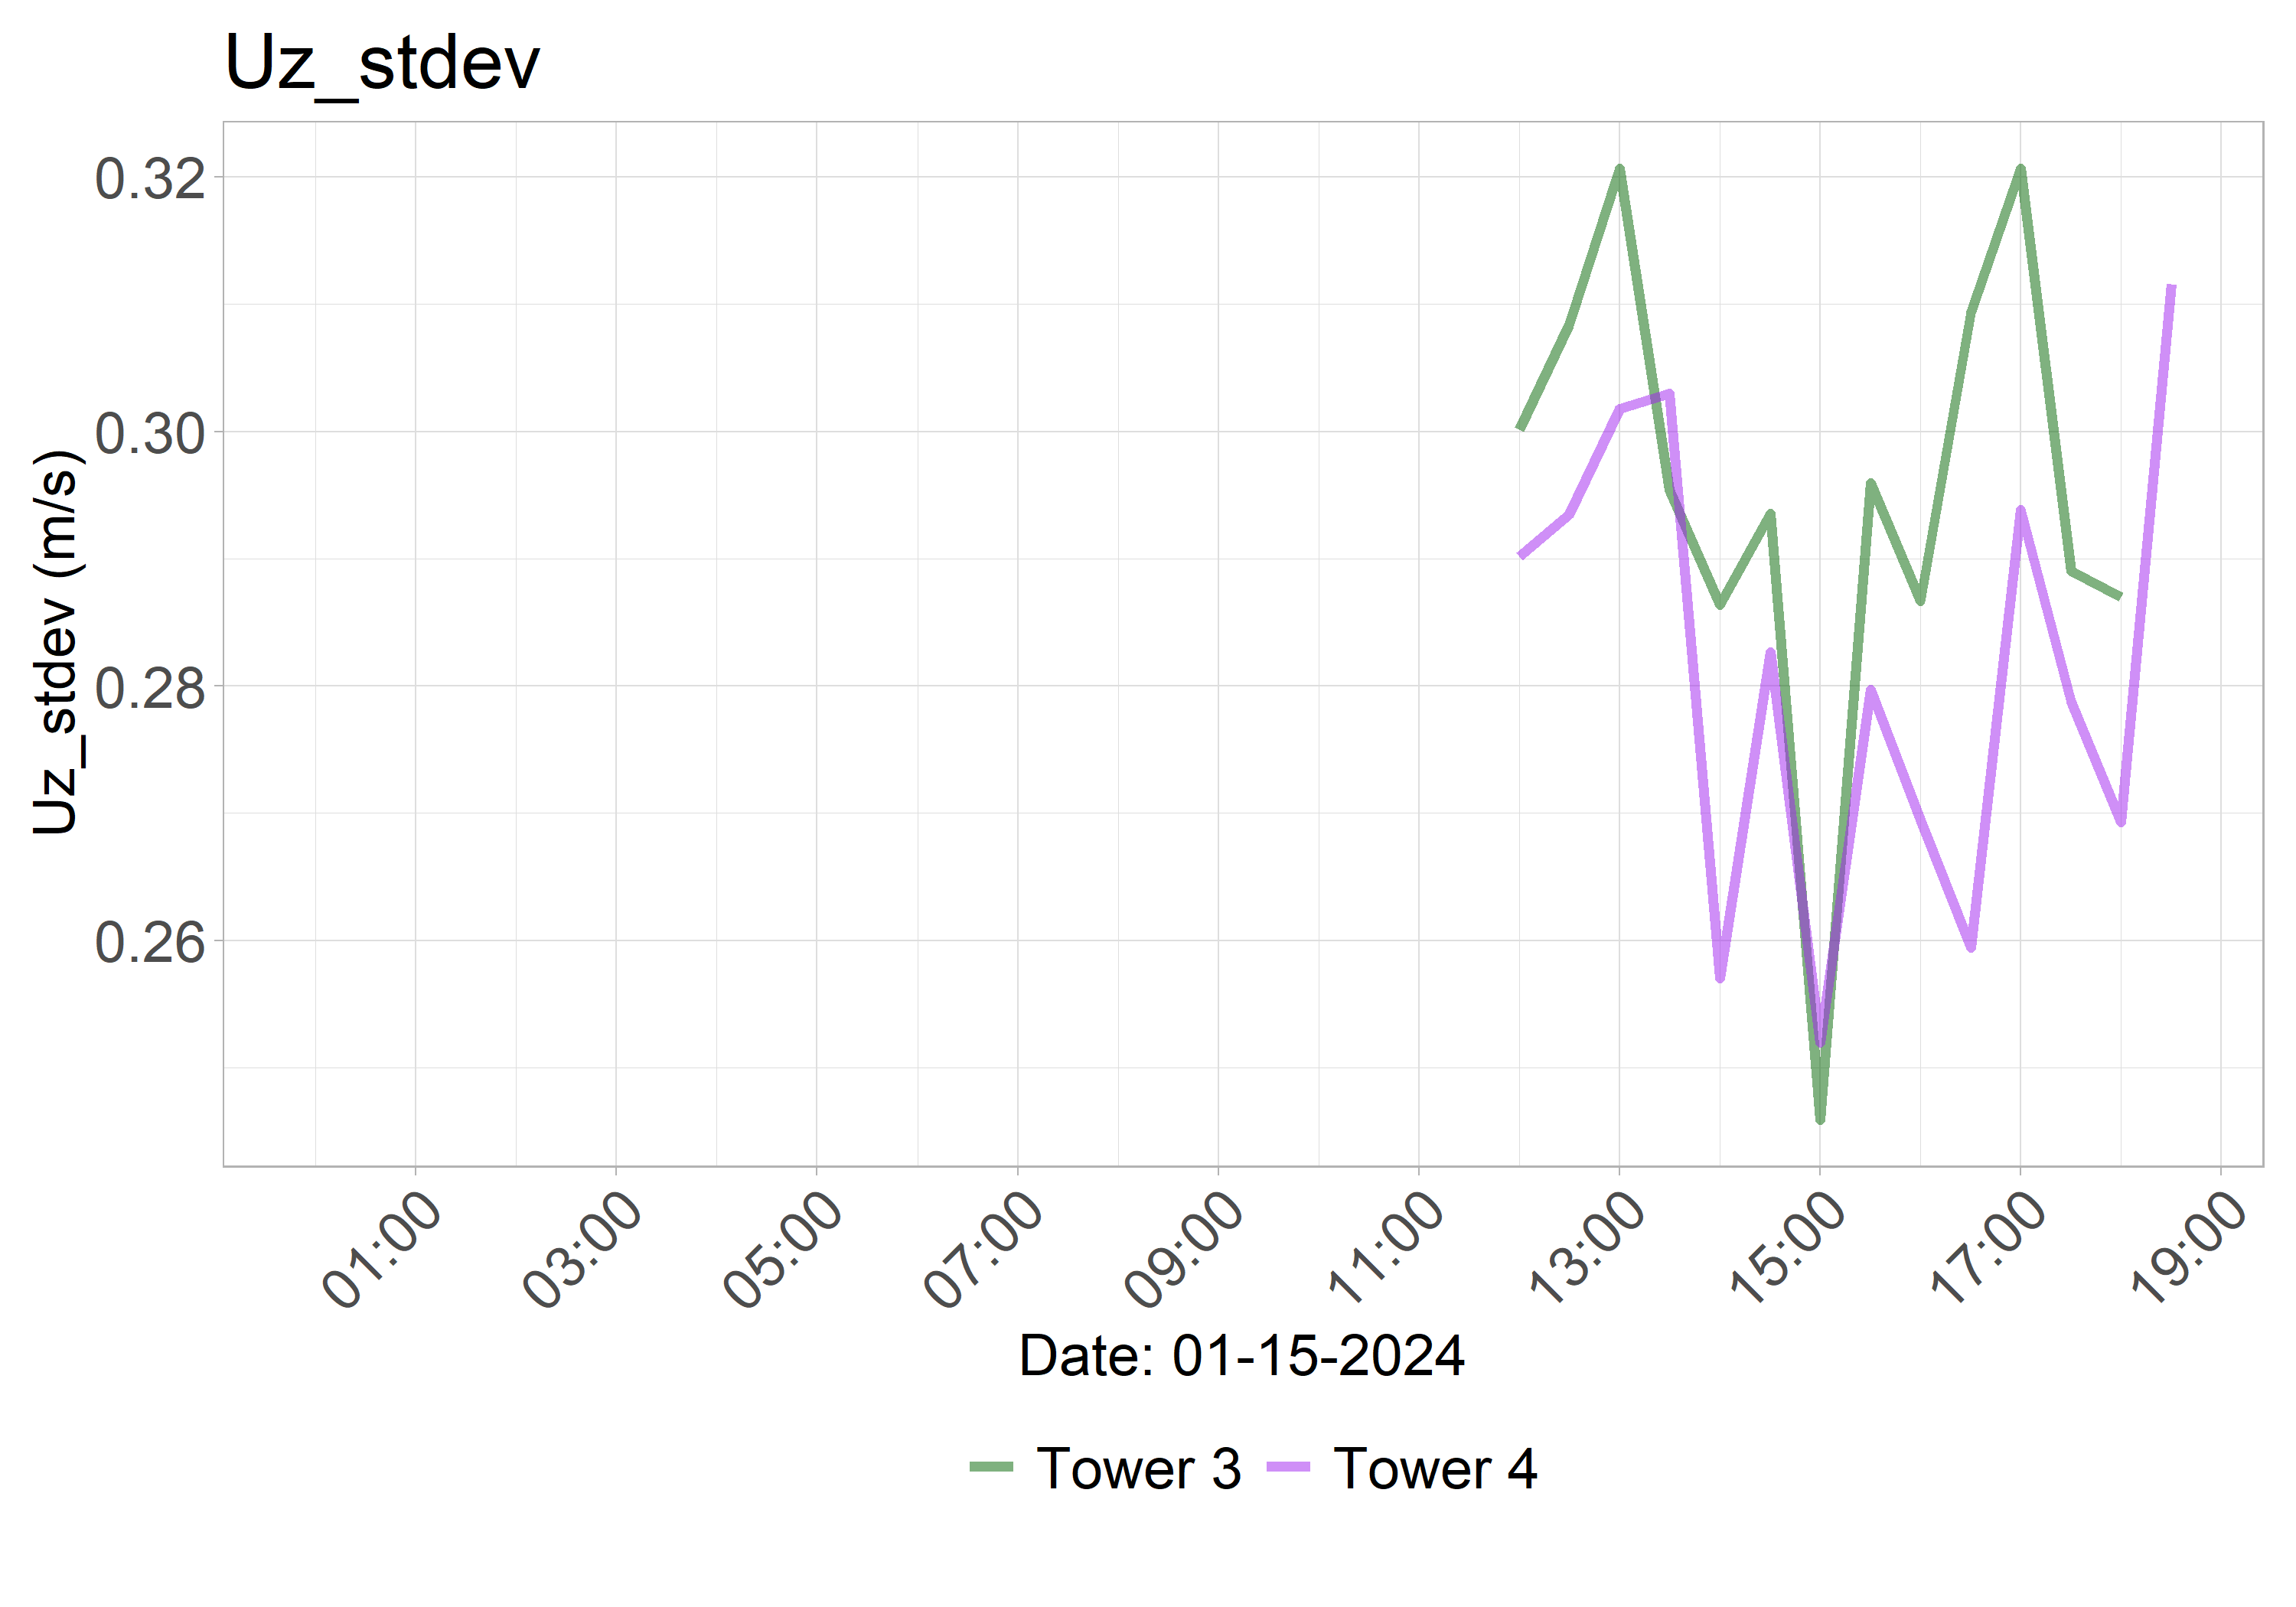 Uz_stdev
Uz_stdev (m/s)
0.32
0.30
0.28
0.26
01:00 03:00 05:00 07:00 09:00 11:00 13:00 15:00 17:00 19:00
Date: 01-15-2024
Tower 3 Tower 4